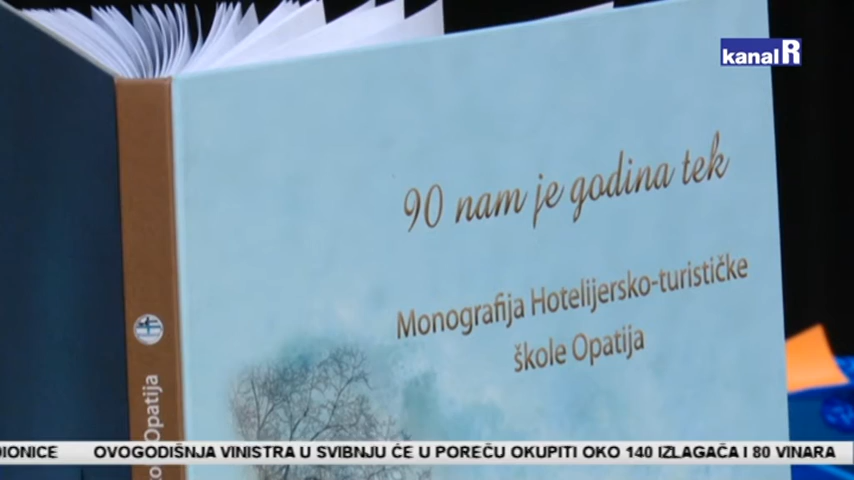 kanal R
90 nam je godina tek
Monografija Hotelijersko-turističke
škole Opatija
Opatija
DIONICE OVOGODIŠNJA VINISTRA U SVIBNJU ĆE U POREČU OKUPITI OKO 140 IZLAGAČA I 80 VINARA